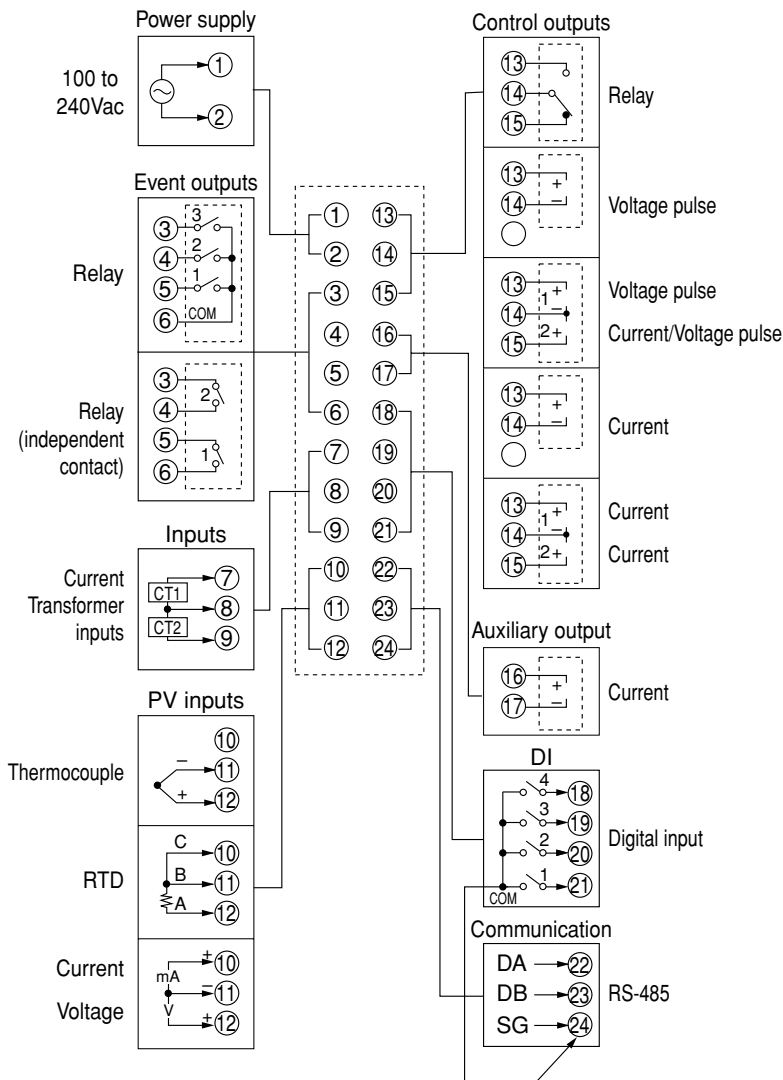 Power supply
100 to
240Vac
1
2
Event outputs
Relay
3
3
4
2
5
1
6
COM
Relay
(independent
contact)
3
4
2
5
6
1
Inputs
Current
Transformer
inputs
CT1
CT2
7
8
9
PV inputs
Thermocouple
10
− 11
+ 12
RTD
C 10
B 11
A 12
Current
Voltage
mA
V
+ 10
− 11
+ 12
1 13
2 14
3 15
4 16
5 17
6 18
7 19
8 20
9 21
10 22
11 23
12 24
Control outputs
13
14
15
Relay
13 +
14 −
Voltage pulse
13
14
15
1 +
−
2 +
Voltage pulse
Current/Voltage pulse
13 +
14 −
Current
13
14
15
1 +
−
2 +
Current
Current
Auxiliary output
16 +
17 −
Current
DI
4 18
3 19
2 20
1 21
COM
Digital input
Communication
DA 22
DB 23
SG 24
RS-485